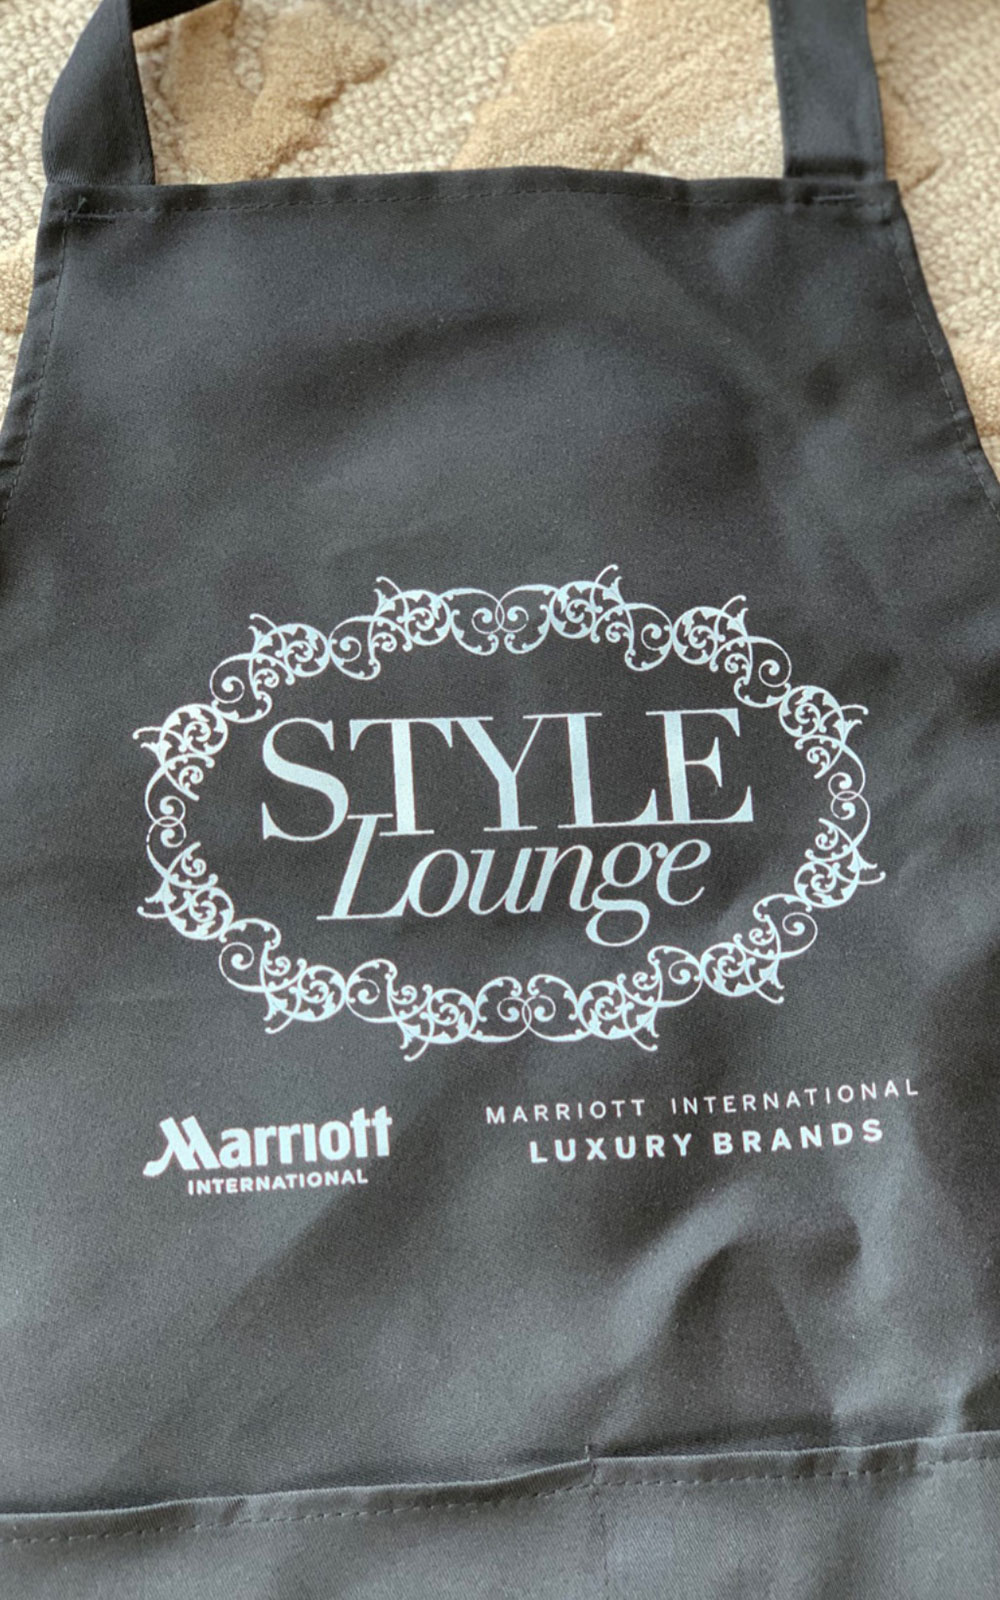 STYLE
Lounge
Marriott
INTERNATIONAL
MARRIOTT INTERNATIONAL
LUXURY BRANDS